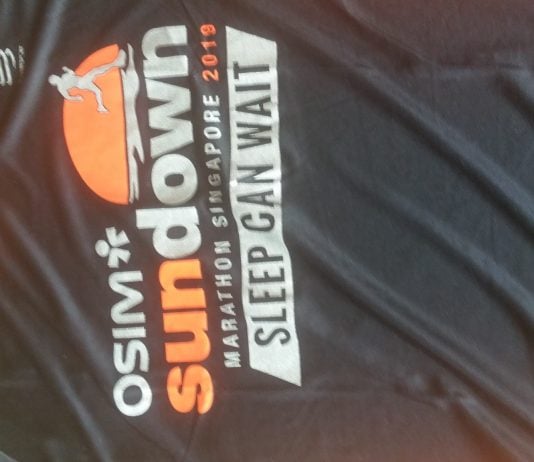 OSIM
sundown
MARATHON SINGAPORE 2019
SLEEP CAN WAIT